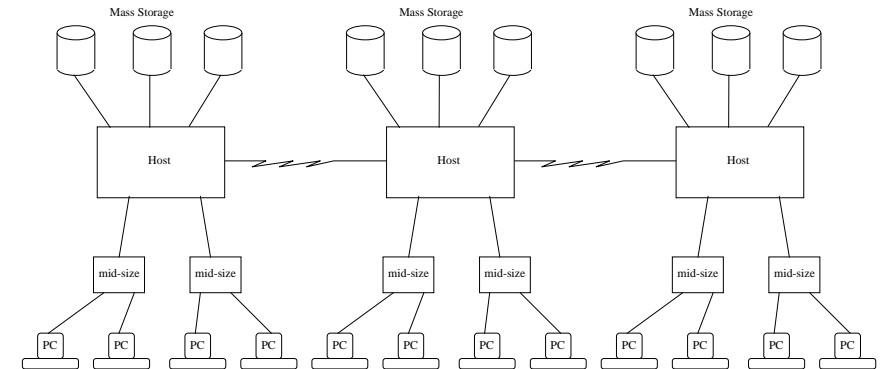 Mass Storage Mass Storage Mass Storage
Host Host Host
mid-size mid-size mid-size mid-size mid-size mid-size
PC PC PC PC PC PC PC PC PC PC PC PC